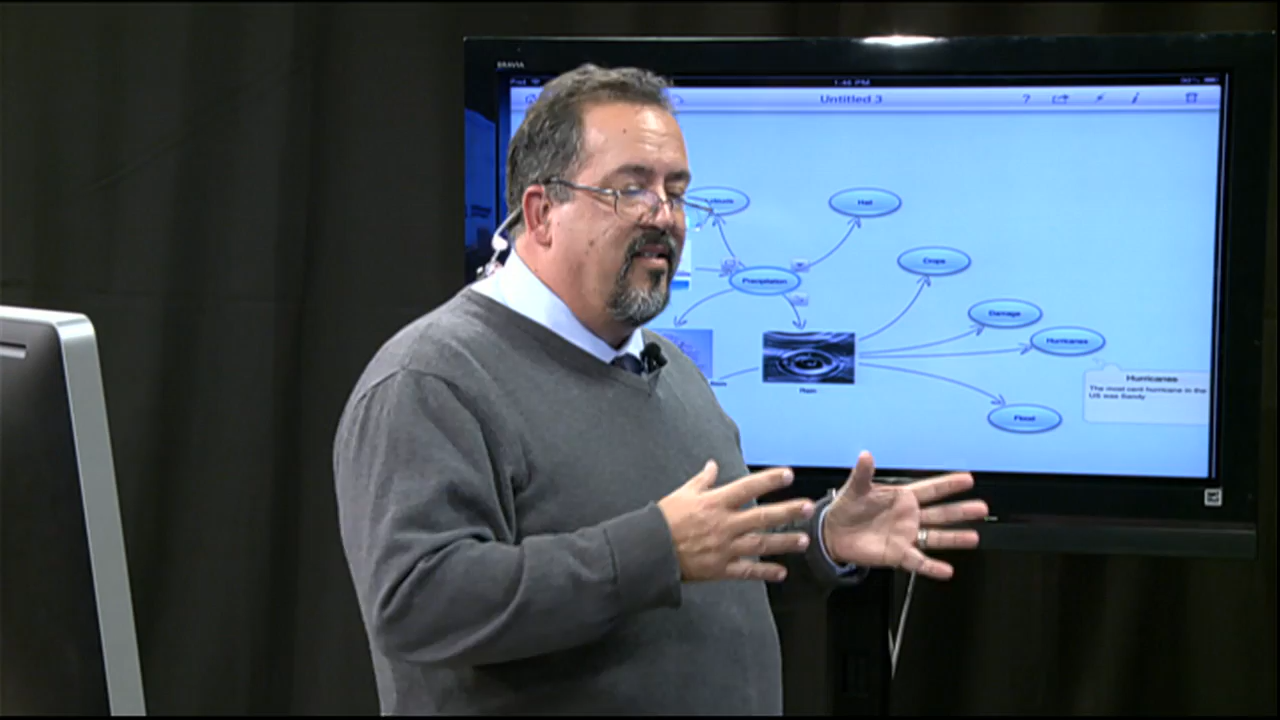 BRAVIA
iPad
1:46 PM
Untitled 3
?
i
Hail
Crops
Precipitation
Damage
Hurricanes
Hurricanes
The most cent hurricane in the
US was Sandy
Rain
Flood